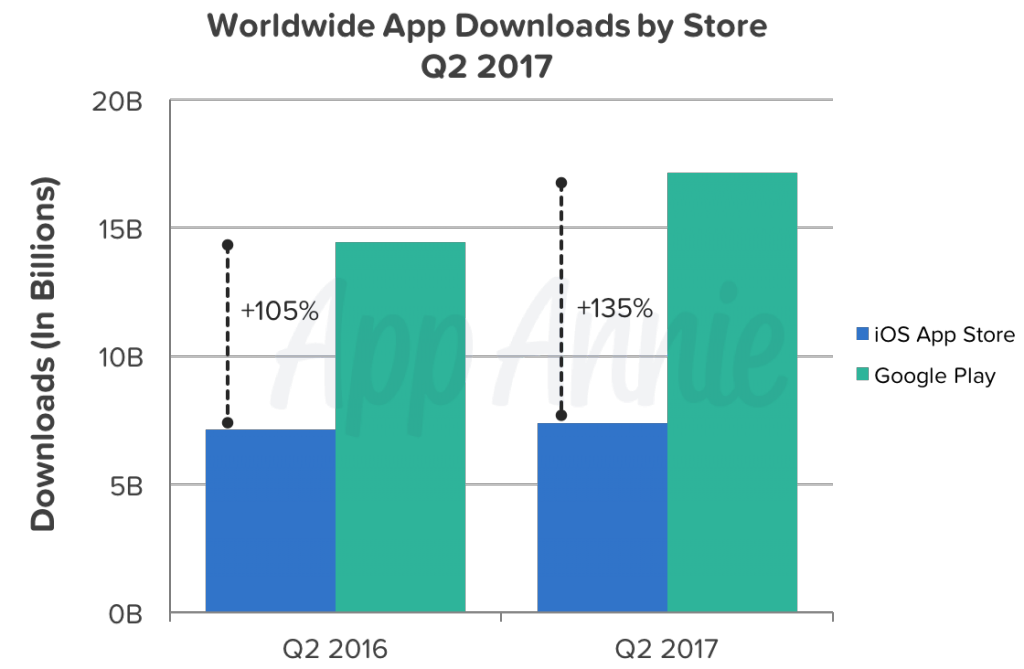 Worldwide App Downloads by Store
Q2 2017
Downloads (In Billions)
20B
15B
10B
5B
0B
+105%
+135%
App Annie
Q2 2016
Q2 2017
iOS App Store
Google Play